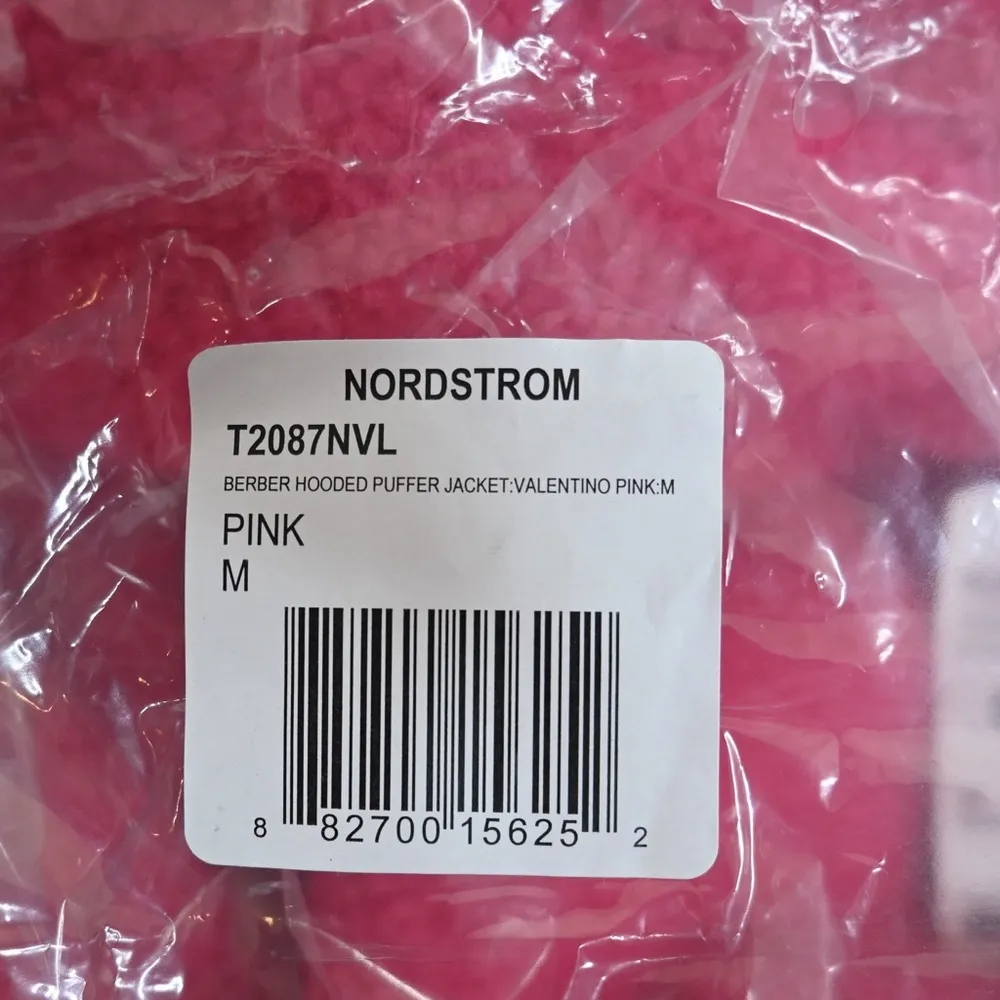 NORDSTROM
T2087NVL
BERBER HOODED PUFFER JACKET:VALENTINO PINK:M
PINK
M
8 82700 15625 2